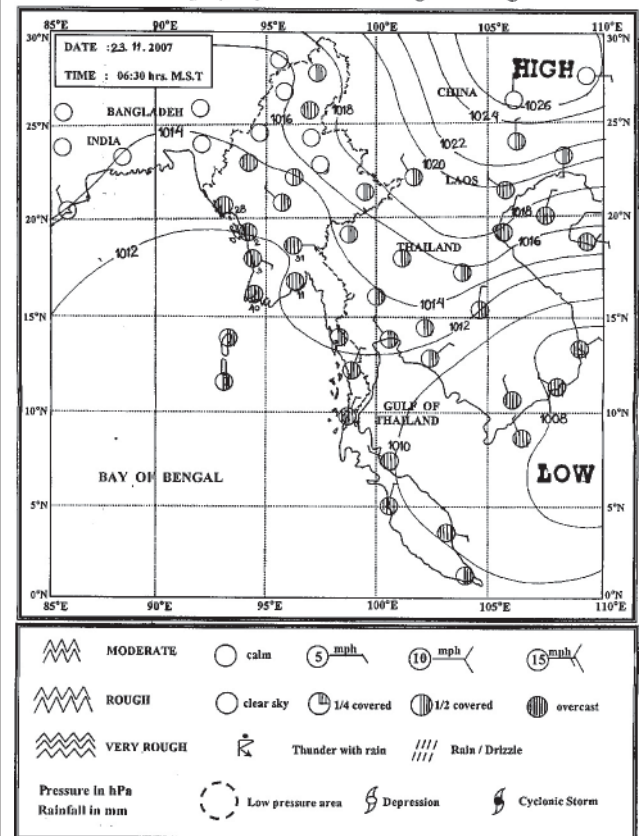 85°E 90°E 95°E 100°E 105°E 110°E
30°N 30°N
DATE : 23. 11. 2007
TIME : 06:30 hrs. M.S.T
HIGH
CHINA
1026
1024
BANGLADEH
1016
1018
25°N 25°N
1014
INDIA
1022
1020
LAOS
28
20°N 20°N
1018
2
1012
THAILAND
1016
31
3
11
40
1014
15°N 15°N
1012
10°N 10°N
GULF OF
THAILAND
1008
1010
BAY OF BENGAL
LOW
5°N 5°N
0°N 0°N
85°E 90°E 95°E 100°E 105°E 110°E
MODERATE calm 5 mph 10 mph 15 mph
ROUGH clear sky 1/4 covered 1/2 covered overcast
VERY ROUGH Thunder with rain Rain / Drizzle
Pressure in hPa
Rainfall in mm Low pressure area Depression Cyclonic Storm